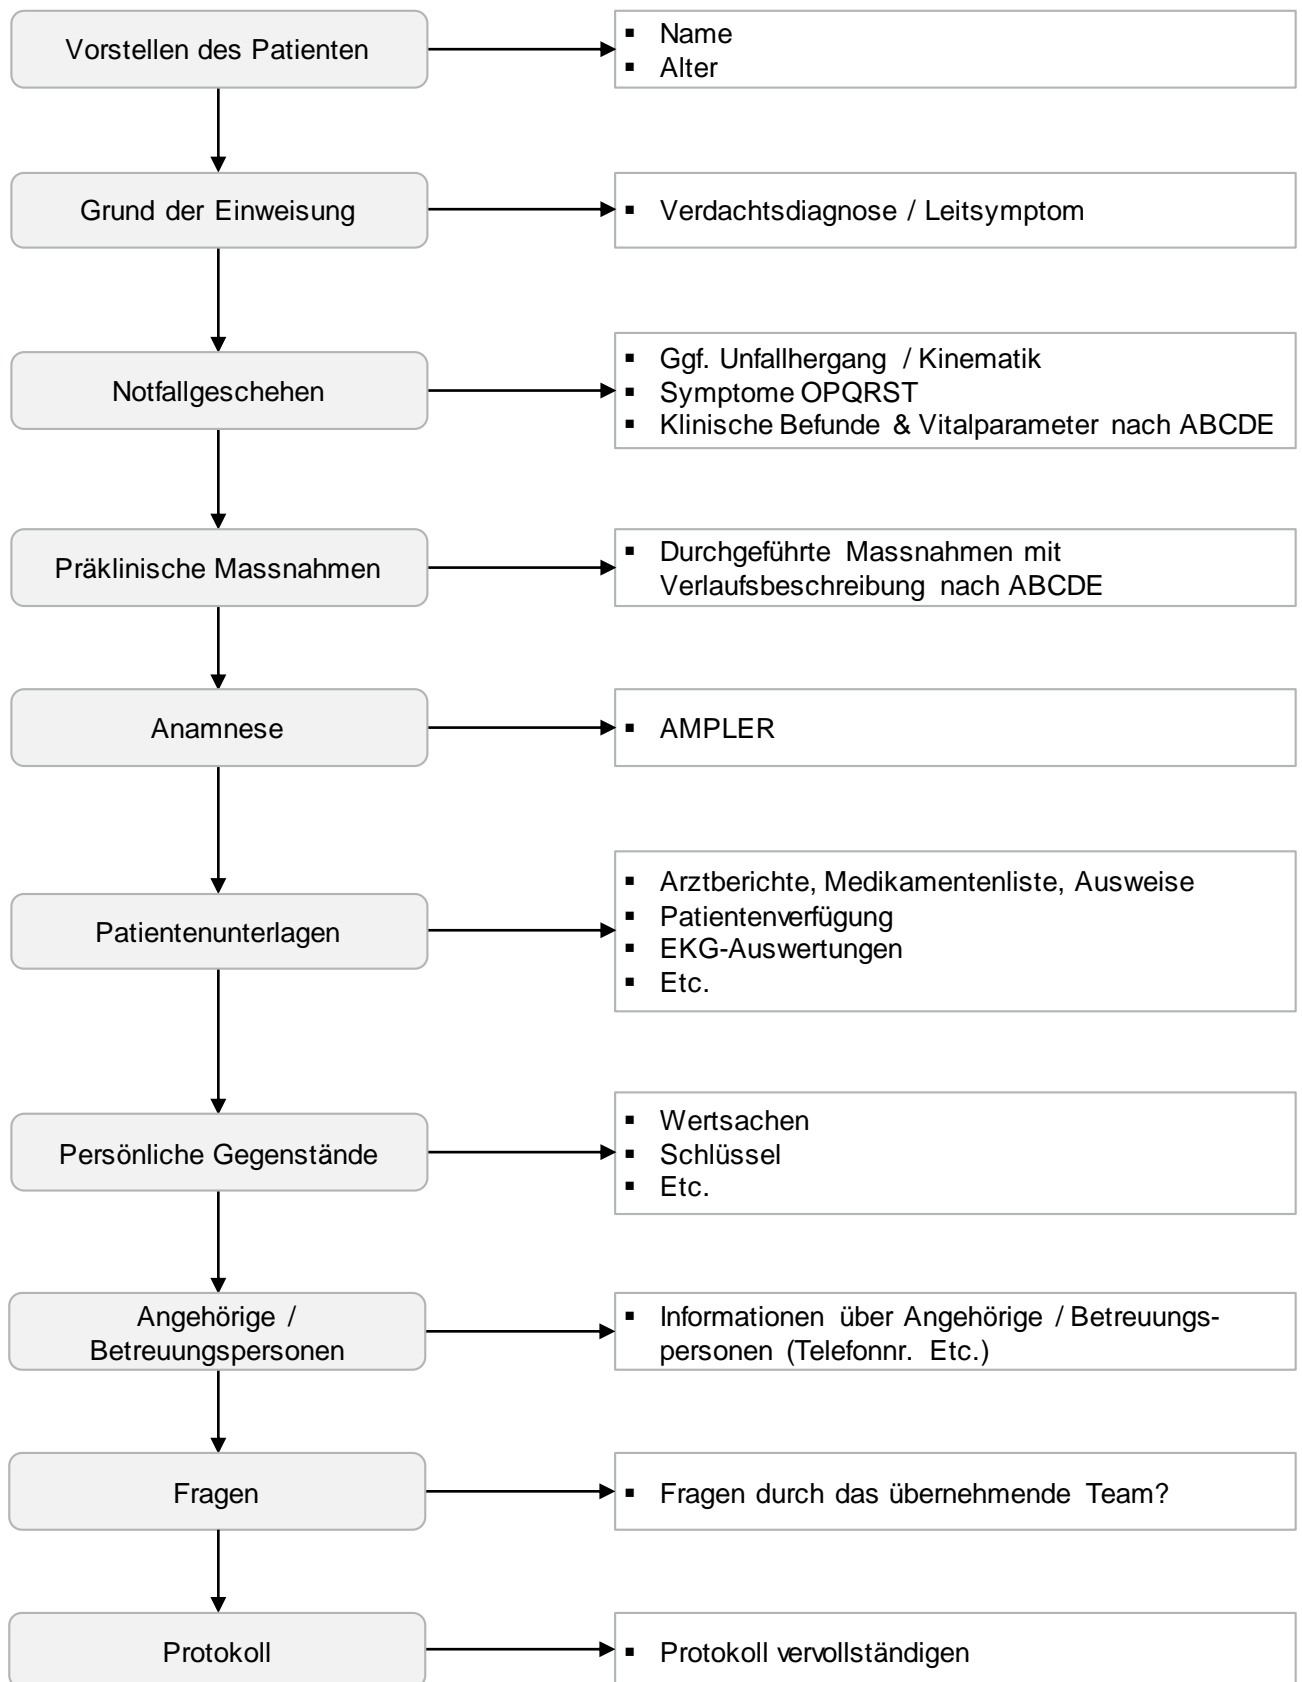 Vorstellen des Patienten
▪ Name
▪ Alter
Grund der Einweisung
▪ Verdachtsdiagnose / Leitsymptom
Notfallgeschehen
▪ Ggf. Unfallhergang / Kinematik
▪ Symptome OPQRST
▪ Klinische Befunde & Vitalparameter nach ABCDE
Präklinische Massnahmen
▪ Durchgeführte Massnahmen mit
Verlaufsbeschreibung nach ABCDE
Anamnese
▪ AMPLER
Patientenunterlagen
▪ Arztberichte, Medikamentenliste, Ausweise
▪ Patientenverfügung
▪ EKG-Auswertungen
▪ Etc.
Persönliche Gegenstände
▪ Wertsachen
▪ Schlüssel
▪ Etc.
Angehörige /
Betreuungspersonen
▪ Informationen über Angehörige / Betreuungs-
personen (Telefonnr. Etc.)
Fragen
▪ Fragen durch das übernehmende Team?
Protokoll
▪ Protokoll vervollständigen